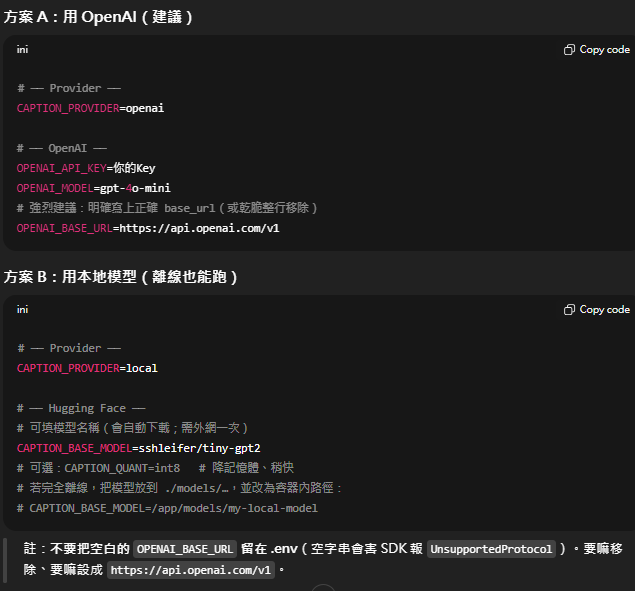 方案 A：用 OpenAI（建議）
ini
Copy code
# —— Provider ——
CAPTION_PROVIDER=openai
# —— OpenAI ——
OPENAI_API_KEY=你的Key
OPENAI_MODEL=gpt-4o-mini
# 強烈建議：明確寫上正確 base_url（或乾脆整行移除）
OPENAI_BASE_URL=https://api.openai.com/v1
方案 B：用本地模型（離線也能跑）
ini
Copy code
# —— Provider ——
CAPTION_PROVIDER=local
# —— Hugging Face ——
# 可填模型名稱（會自動下載；需外網一次）
CAPTION_BASE_MODEL=sshleifer/tiny-gpt2
# 可選：CAPTION_QUANT=int8   # 降記憶體、稍快
# 若完全離線，把模型放到 ./models/…，並改為容器內路徑：
# CAPTION_BASE_MODEL=/app/models/my-local-model
註：不要把空白的 OPENAI_BASE_URL 留在 .env（空字串會害 SDK 報 UnsupportedProtocol）。要嘛移
除、要嘛設成 https://api.openai.com/v1。